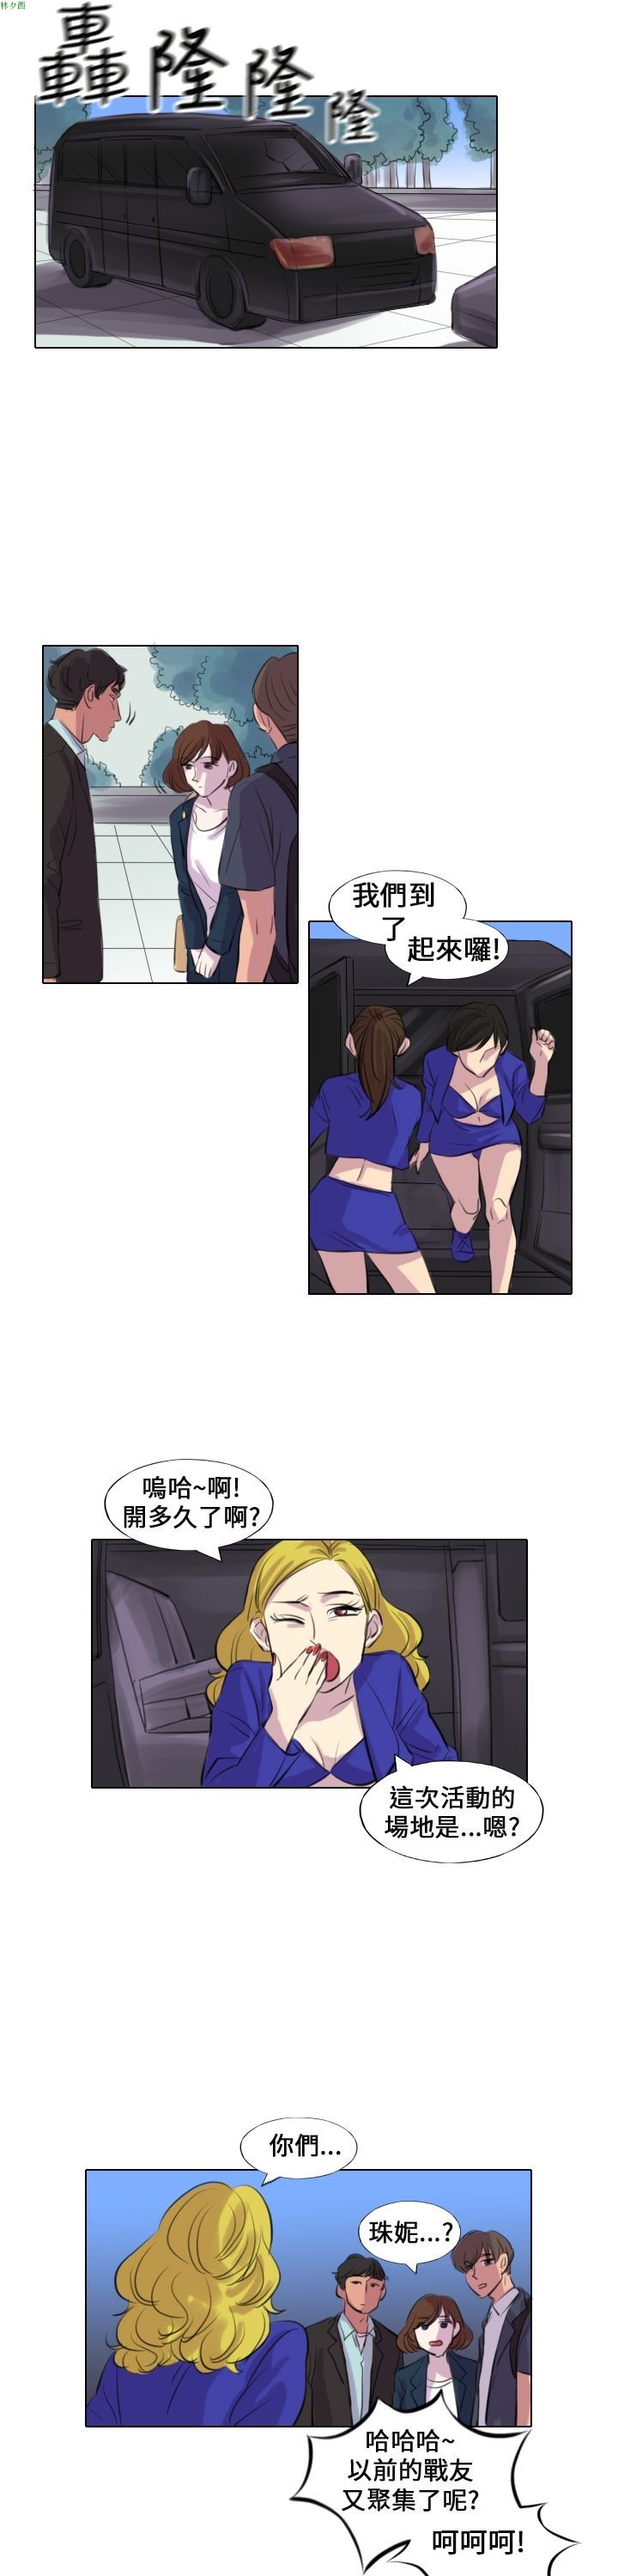 林夕西
轟隆隆隆
我們到
了
起來囉!
嗚哈~啊!
開多久了啊?
這次活動的
場地是...嗯?
你們...
珠妮...?
哈哈哈~
以前的戰友
又聚集了呢?
呵呵呵!